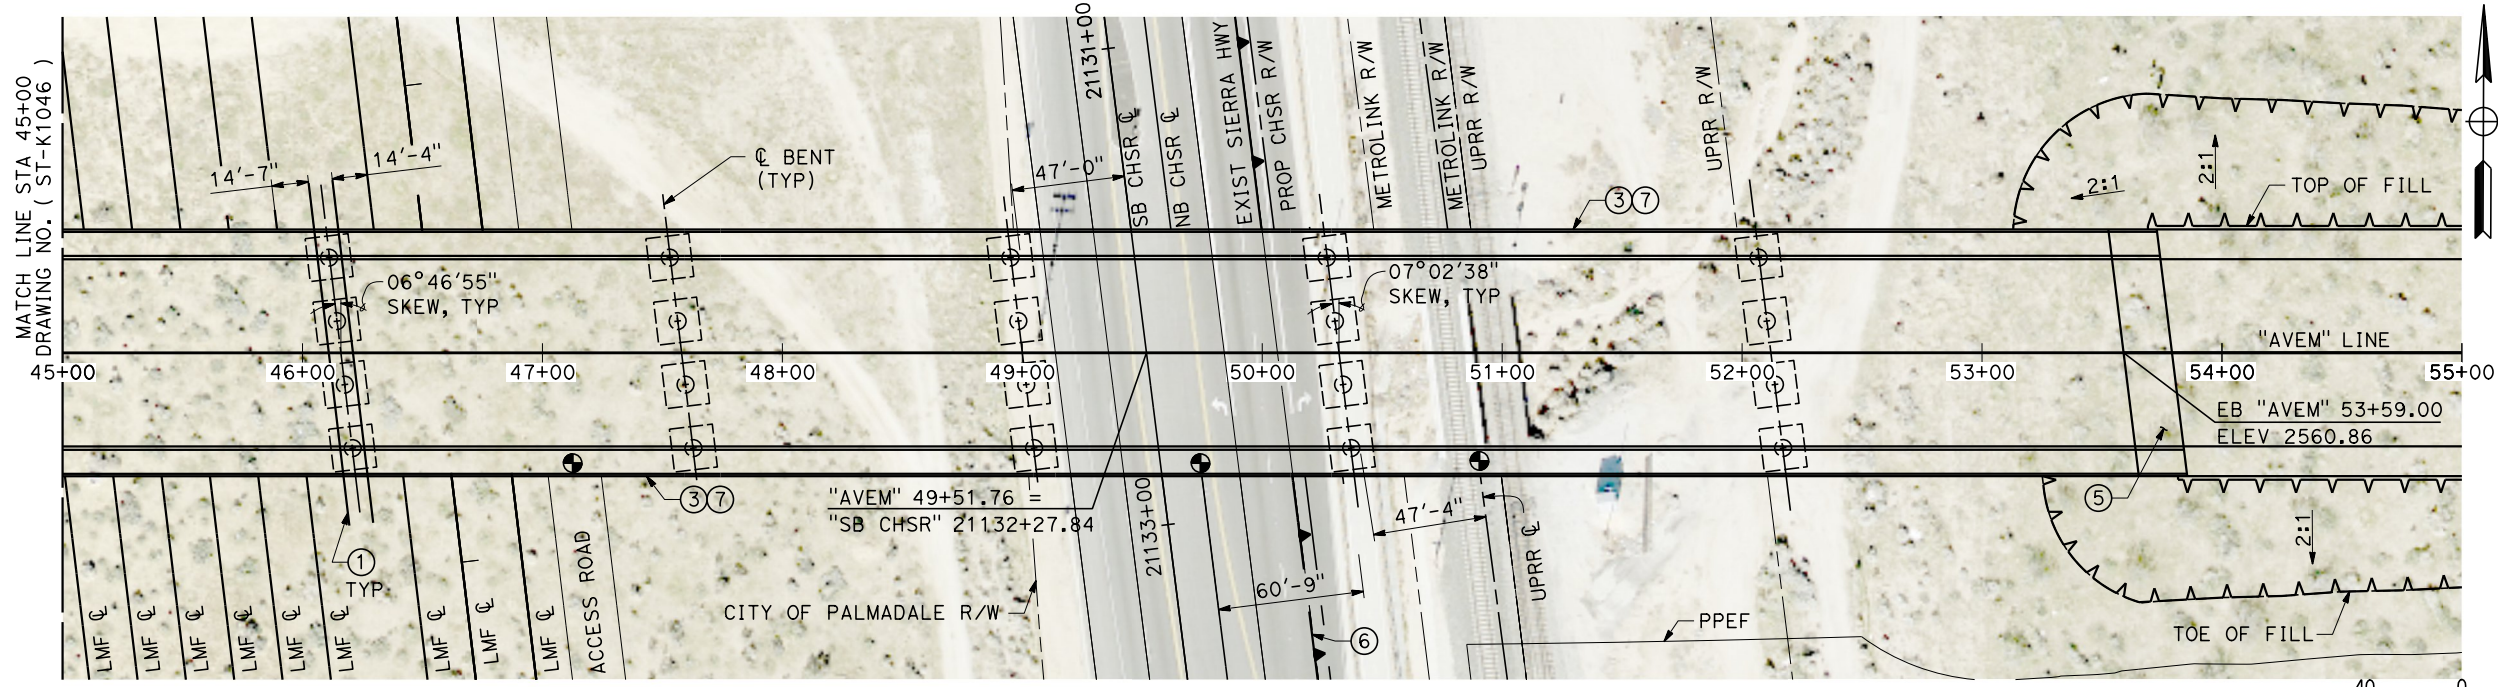 MATCH LINE STA 45+00
DRAWING NO. ( ST-K1046 )
14'-7"
14'-4"
℄ BENT
(TYP)
47'-0"
21131+00
SB CHSR ℄
NB CHSR ℄
EXIST SIERRA HWY
PROP CHSR R/W
METROLINK R/W
METROLINK R/W
UPRR R/W
UPRR R/W
3 7
2:1
2:1
TOP OF FILL
06°46'55"
SKEW, TYP
07°02'38"
SKEW, TYP
"AVEM" LINE
45+00
46+00
47+00
48+00
49+00
50+00
51+00
52+00
53+00
54+00
55+00
EB "AVEM" 53+59.00
ELEV 2560.86
3 7
"AVEM" 49+51.76 =
"SB CHSR" 21132+27.84
21133+00
47'-4"
UPRR ℄
5
2:1
1
TYP
LMF ℄
LMF ℄
LMF ℄
LMF ℄
LMF ℄
LMF ℄
LMF ℄
LMF ℄
LMF ℄
ACCESS ROAD
CITY OF PALMADALE R/W
60'-9"
6
PPEF
TOE OF FILL